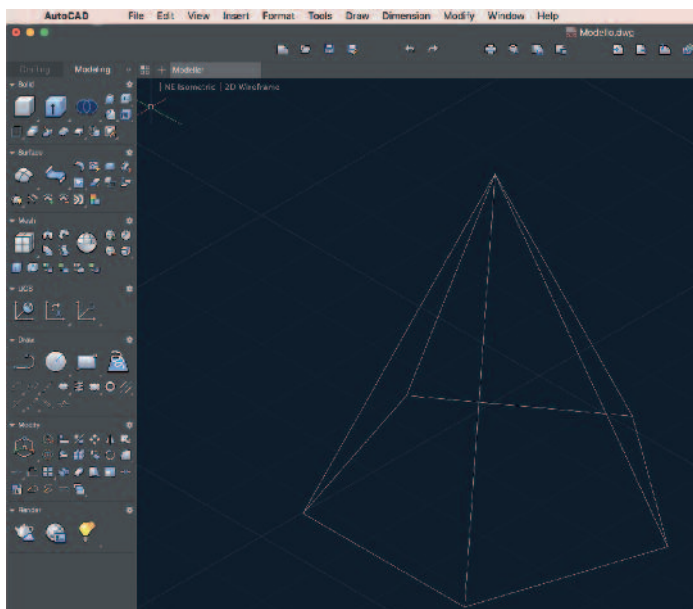 AutoCAD File Edit View Insert Format Tools Draw Dimension Modify Window Help
Modello.dwg
Drafting Modeling Modello
Solid
NE Isometric 2D Wireframe
Surface
Mesh
UCS
Draw
Modify
Render